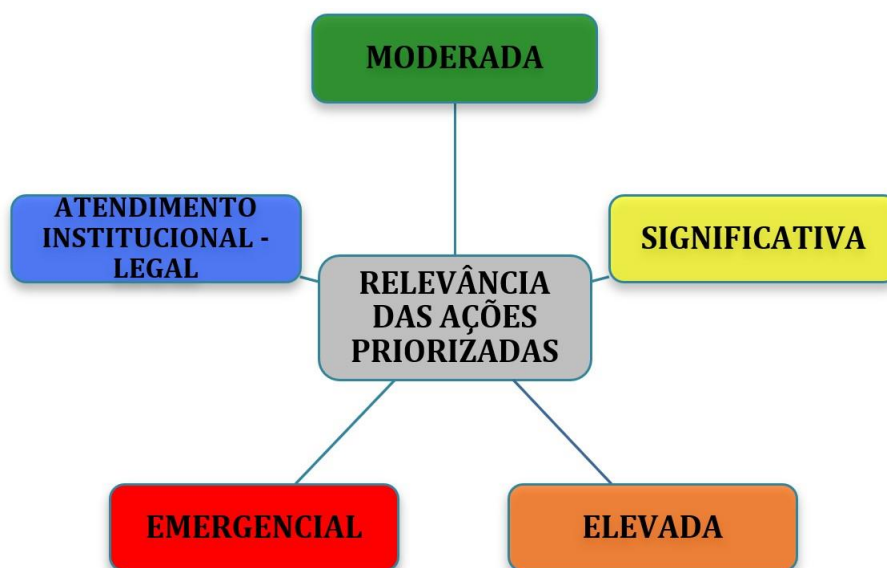 MODERADA
ATENDIMENTO
INSTITUCIONAL -
LEGAL
SIGNIFICATIVA
RELEVÂNCIA
DAS AÇÕES
PRIORIZADAS
EMERGENCIAL
ELEVADA